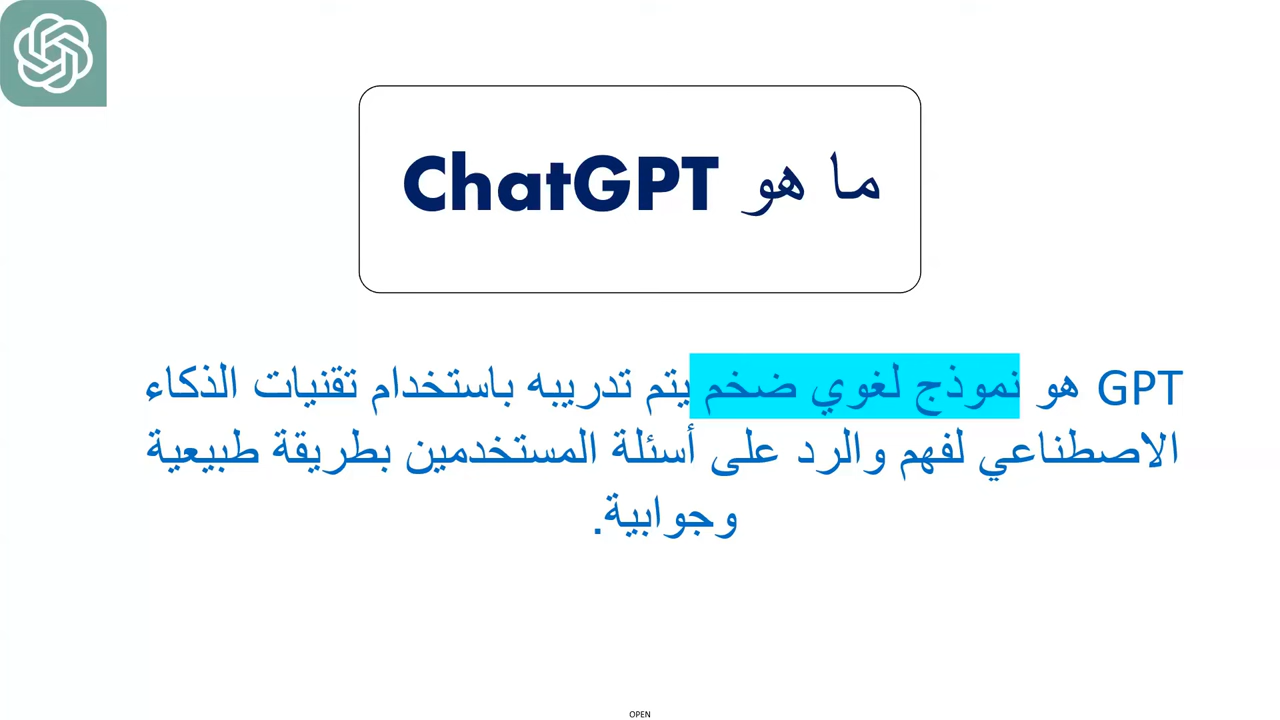 ما هو ChatGPT
GPT هو نموذج لغوي ضخم يتم تدريبه باستخدام تقنيات الذكاء
الاصطناعي لفهم والرد على أسئلة المستخدمين بطريقة طبيعية
وجوابية.
OPEN